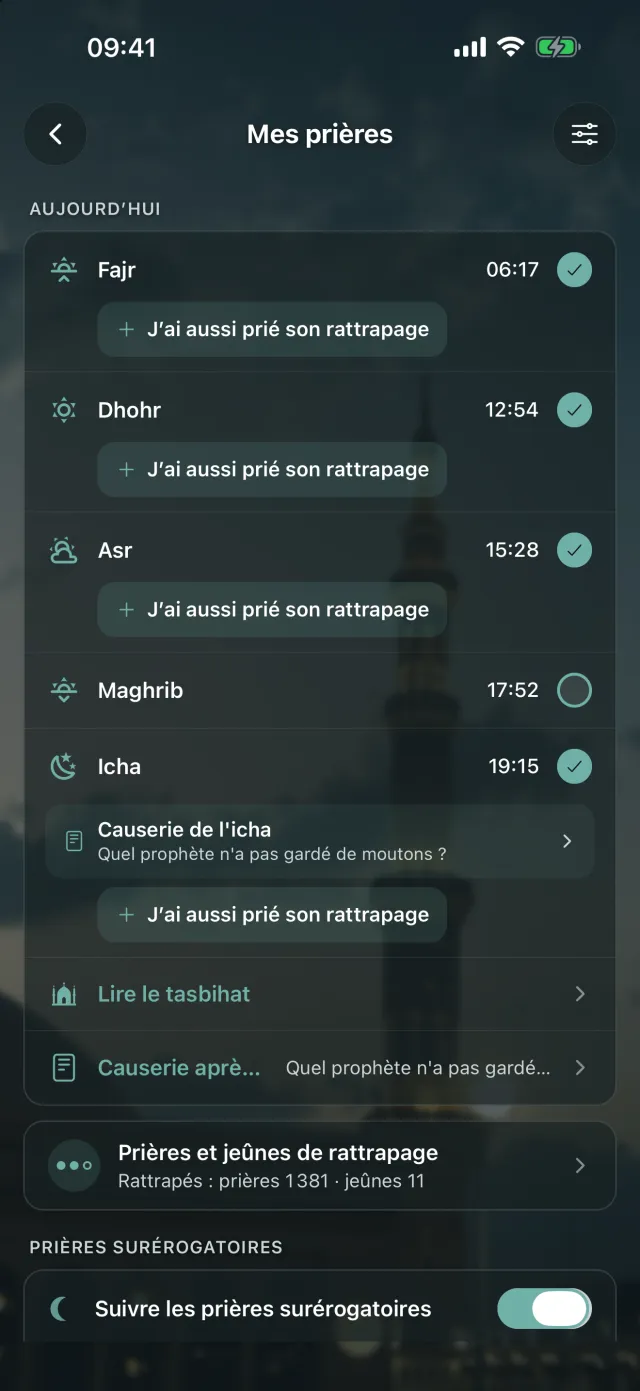 09:41
Mes prières
AUJOURD’HUI
Fajr 06:17
+ J’ai aussi prié son rattrapage
Dhohr 12:54
+ J’ai aussi prié son rattrapage
Asr 15:28
+ J’ai aussi prié son rattrapage
Maghrib 17:52
Icha 19:15
Causerie de l'icha
Quel prophète n'a pas gardé de moutons ?
+ J’ai aussi prié son rattrapage
Lire le tasbihat
Causerie aprè... Quel prophète n'a pas gardé...
Prières et jeûnes de rattrapage
Rattrapés : prières 1 381 · jeûnes 11
PRIÈRES SURÉROGATOIRES
Suivre les prières surérogatoires